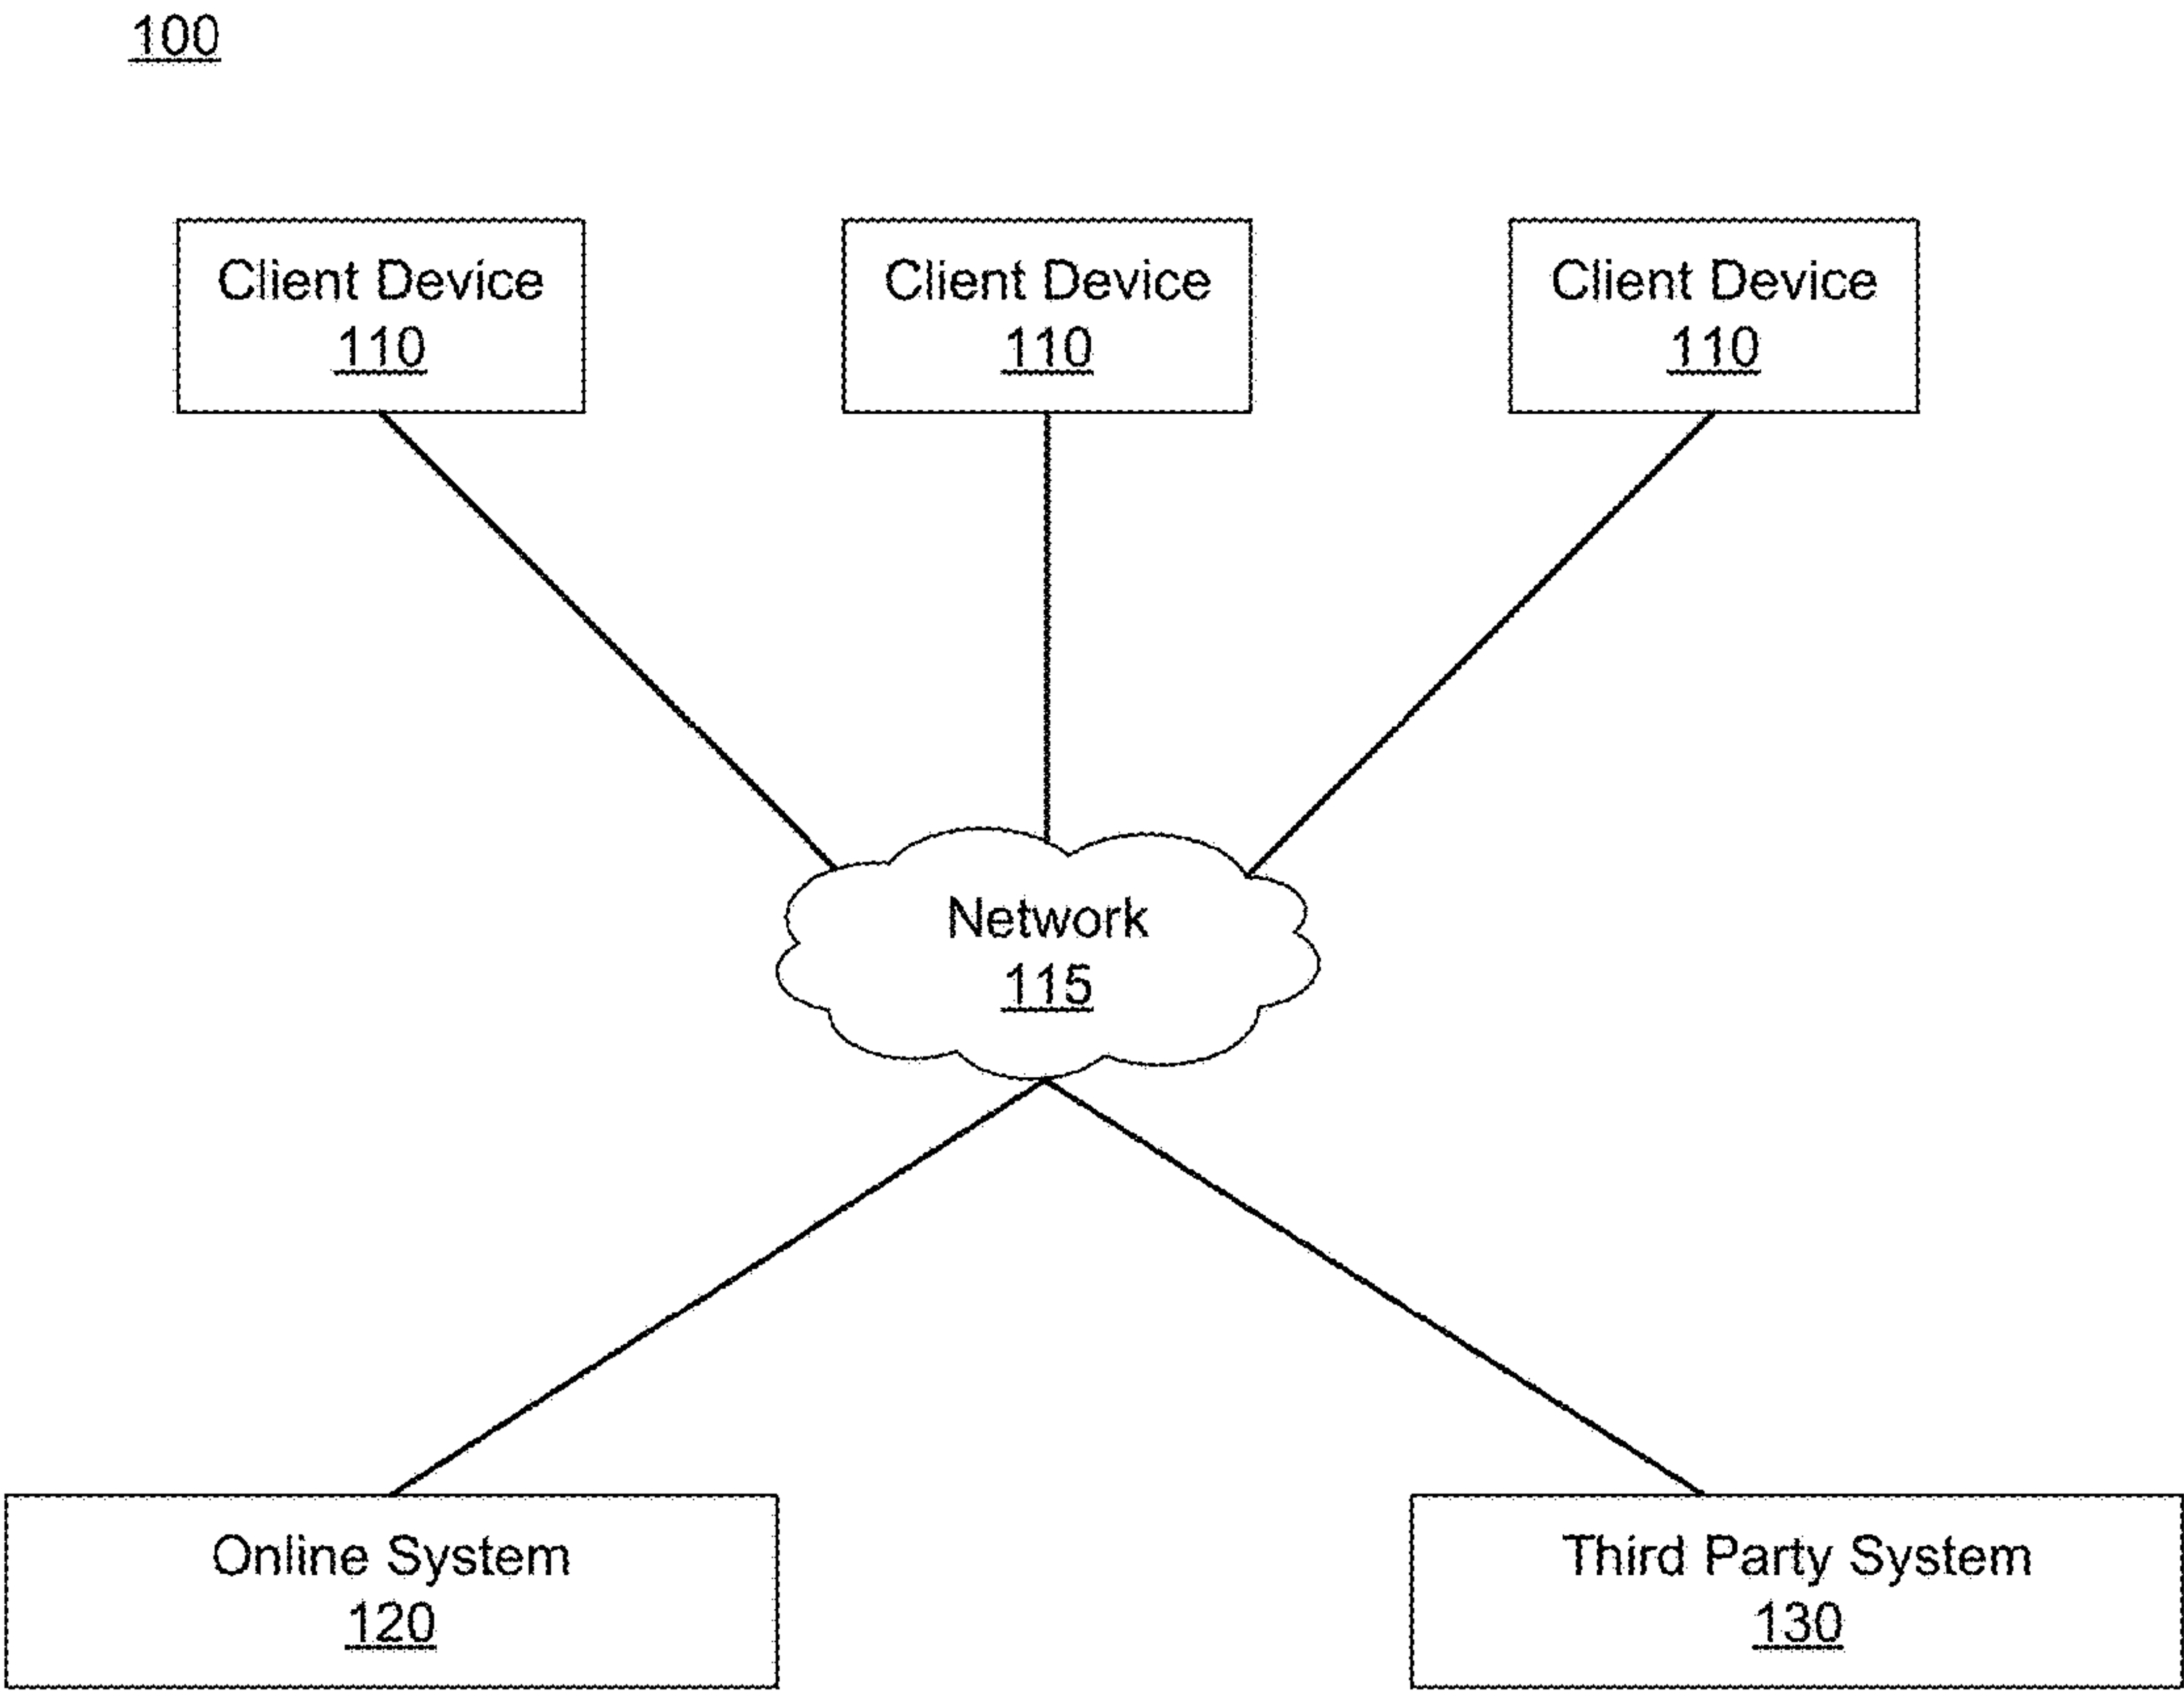 100
Client Device
110
Client Device
110
Client Device
110
Network
115
Online System
120
Third Party System
130